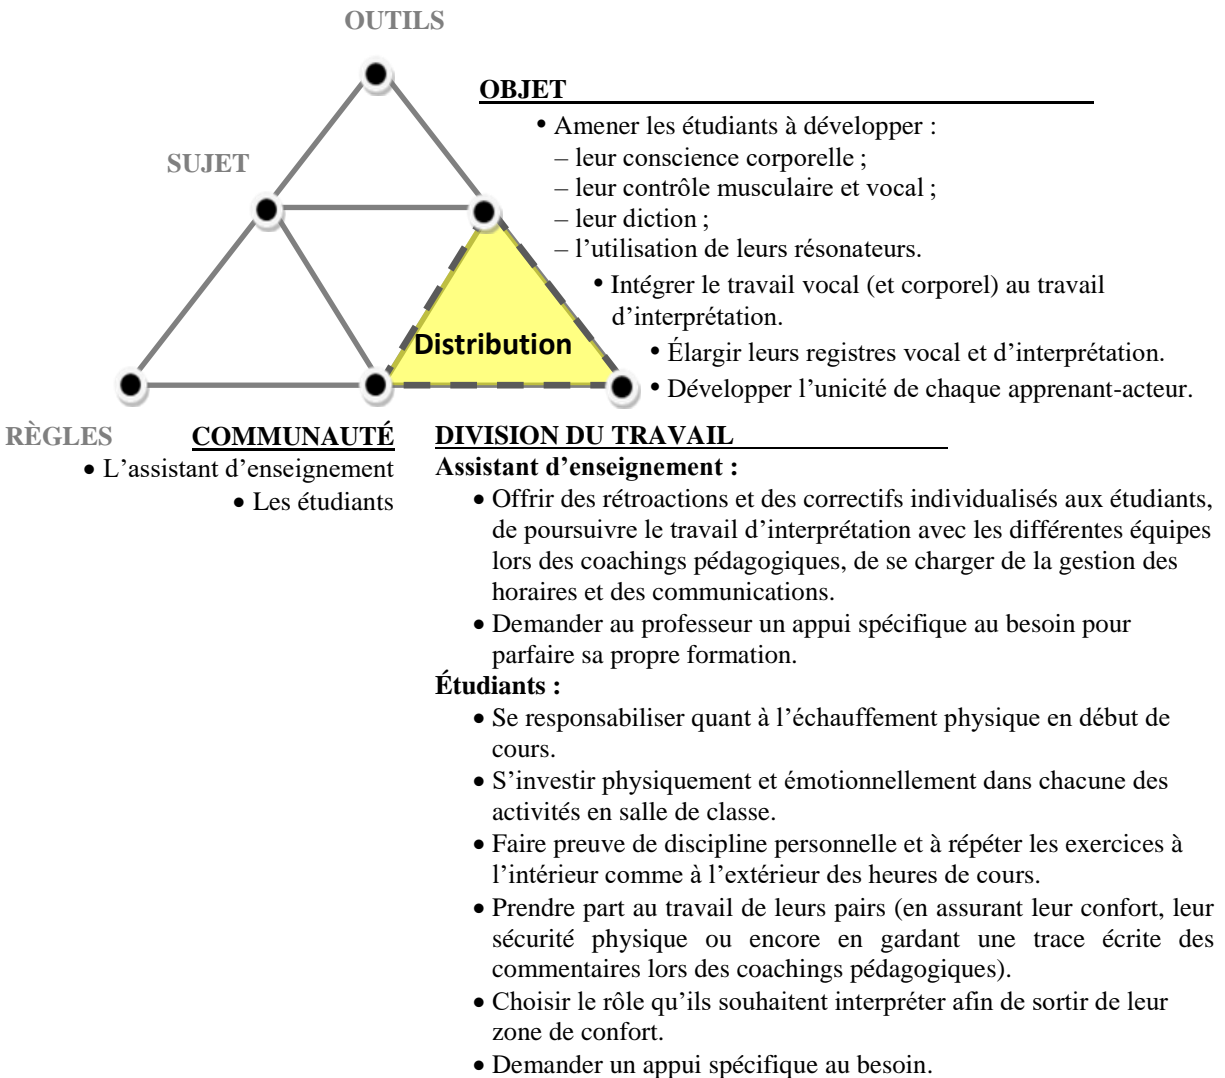 OUTILS
OBJET
• Amener les étudiants à développer :
– leur conscience corporelle ;
SUJET
– leur contrôle musculaire et vocal ;
– leur diction ;
– l’utilisation de leurs résonateurs.
• Intégrer le travail vocal (et corporel) au travail
d’interprétation.
Distribution
• Élargir leurs registres vocal et d’interprétation.
• Développer l’unicité de chaque apprenant-acteur.
RÈGLES
COMMUNAUTÉ
• L’assistant d’enseignement
• Les étudiants
DIVISION DU TRAVAIL
Assistant d’enseignement :
• Offrir des rétroactions et des correctifs individualisés aux étudiants,
de poursuivre le travail d’interprétation avec les différentes équipes
lors des coachings pédagogiques, de se charger de la gestion des
horaires et des communications.
• Demander au professeur un appui spécifique au besoin pour
parfaire sa propre formation.
Étudiants :
• Se responsabiliser quant à l’échauffement physique en début de
cours.
• S’investir physiquement et émotionnellement dans chacune des
activités en salle de classe.
• Faire preuve de discipline personnelle et à répéter les exercices à
l’intérieur comme à l’extérieur des heures de cours.
• Prendre part au travail de leurs pairs (en assurant leur confort, leur
sécurité physique ou encore en gardant une trace écrite des
commentaires lors des coachings pédagogiques).
• Choisir le rôle qu’ils souhaitent interpréter afin de sortir de leur
zone de confort.
• Demander un appui spécifique au besoin.